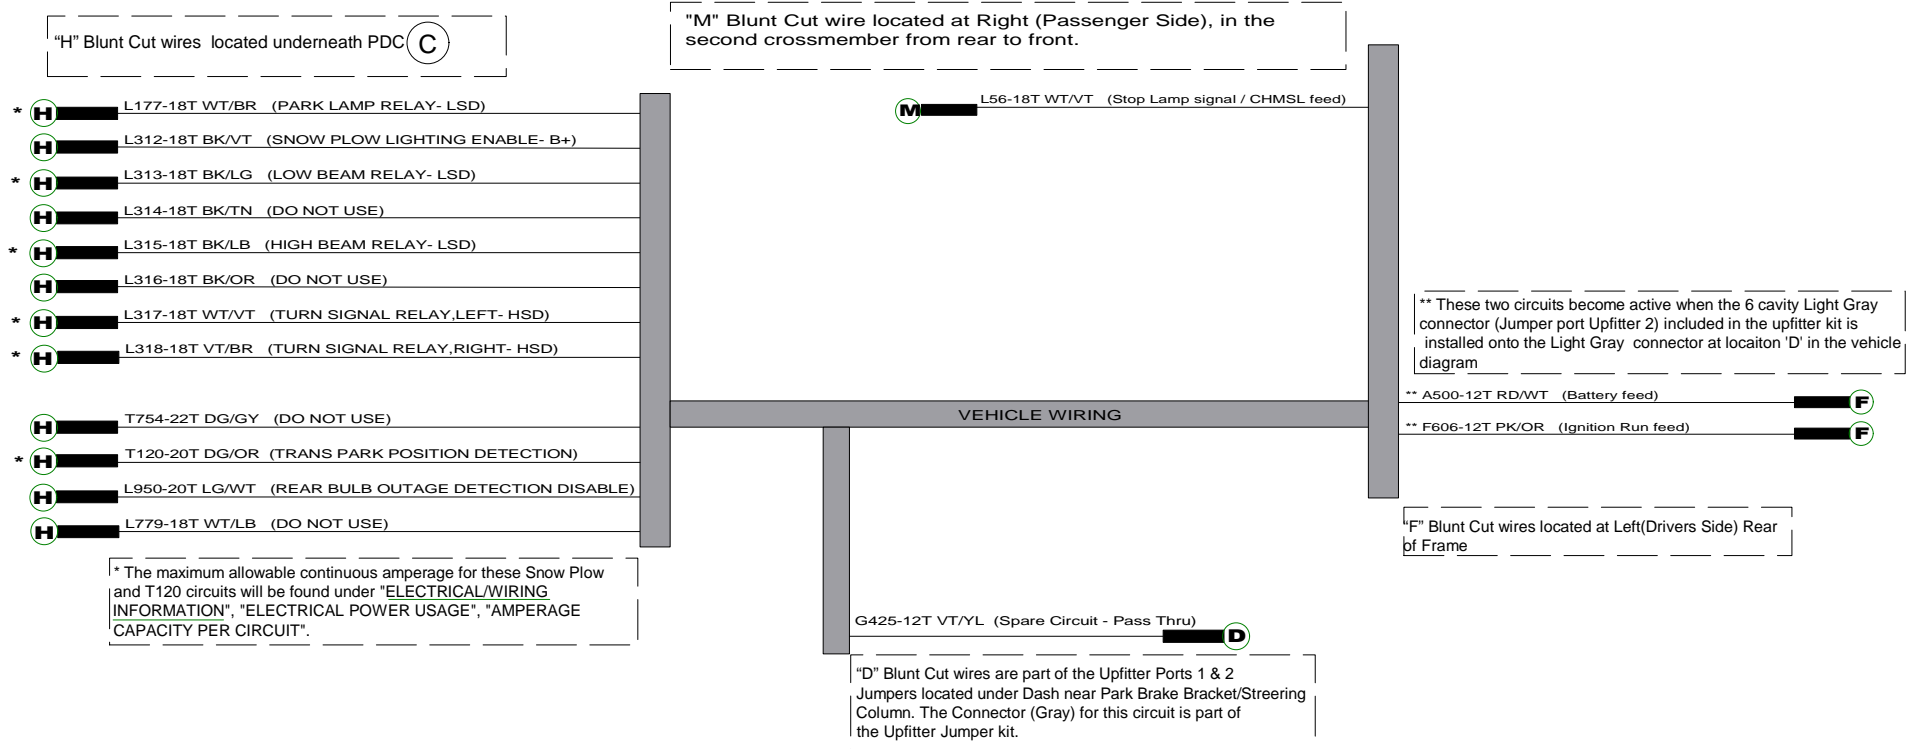 "H" Blunt Cut wires located underneath PDC C
"M" Blunt Cut wire located at Right (Passenger Side), in the
second crossmember from rear to front.
* H L177-18T WT/BR (PARK LAMP RELAY- LSD)
H L312-18T BK/VT (SNOW PLOW LIGHTING ENABLE- B+)
* H L313-18T BK/LG (LOW BEAM RELAY- LSD)
H L314-18T BK/TN (DO NOT USE)
* H L315-18T BK/LB (HIGH BEAM RELAY- LSD)
H L316-18T BK/OR (DO NOT USE)
* H L317-18T WT/VT (TURN SIGNAL RELAY,LEFT- HSD)
* H L318-18T VT/BR (TURN SIGNAL RELAY,RIGHT- HSD)
H T754-22T DG/GY (DO NOT USE)
* H T120-20T DG/OR (TRANS PARK POSITION DETECTION)
H L950-20T LG/WT (REAR BULB OUTAGE DETECTION DISABLE)
H L779-18T WT/LB (DO NOT USE)
* The maximum allowable continuous amperage for these Snow Plow
and T120 circuits will be found under "ELECTRICAL/WIRING
INFORMATION", "ELECTRICAL POWER USAGE", "AMPERAGE
CAPACITY PER CIRCUIT".
M L56-18T WT/VT (Stop Lamp signal / CHMSL feed)
VEHICLE WIRING
** These two circuits become active when the 6 cavity Light Gray
connector (Jumper port Upfitter 2) included in the upfitter kit is
installed onto the Light Gray connector at locaiton 'D' in the vehicle
diagram
** A500-12T RD/WT (Battery feed) F
** F606-12T PK/OR (Ignition Run feed) F
"F" Blunt Cut wires located at Left(Drivers Side) Rear
of Frame
G425-12T VT/YL (Spare Circuit - Pass Thru) D
"D" Blunt Cut wires are part of the Upfitter Ports 1 & 2
Jumpers located under Dash near Park Brake Bracket/Streering
Column. The Connector (Gray) for this circuit is part of
the Upfitter Jumper kit.